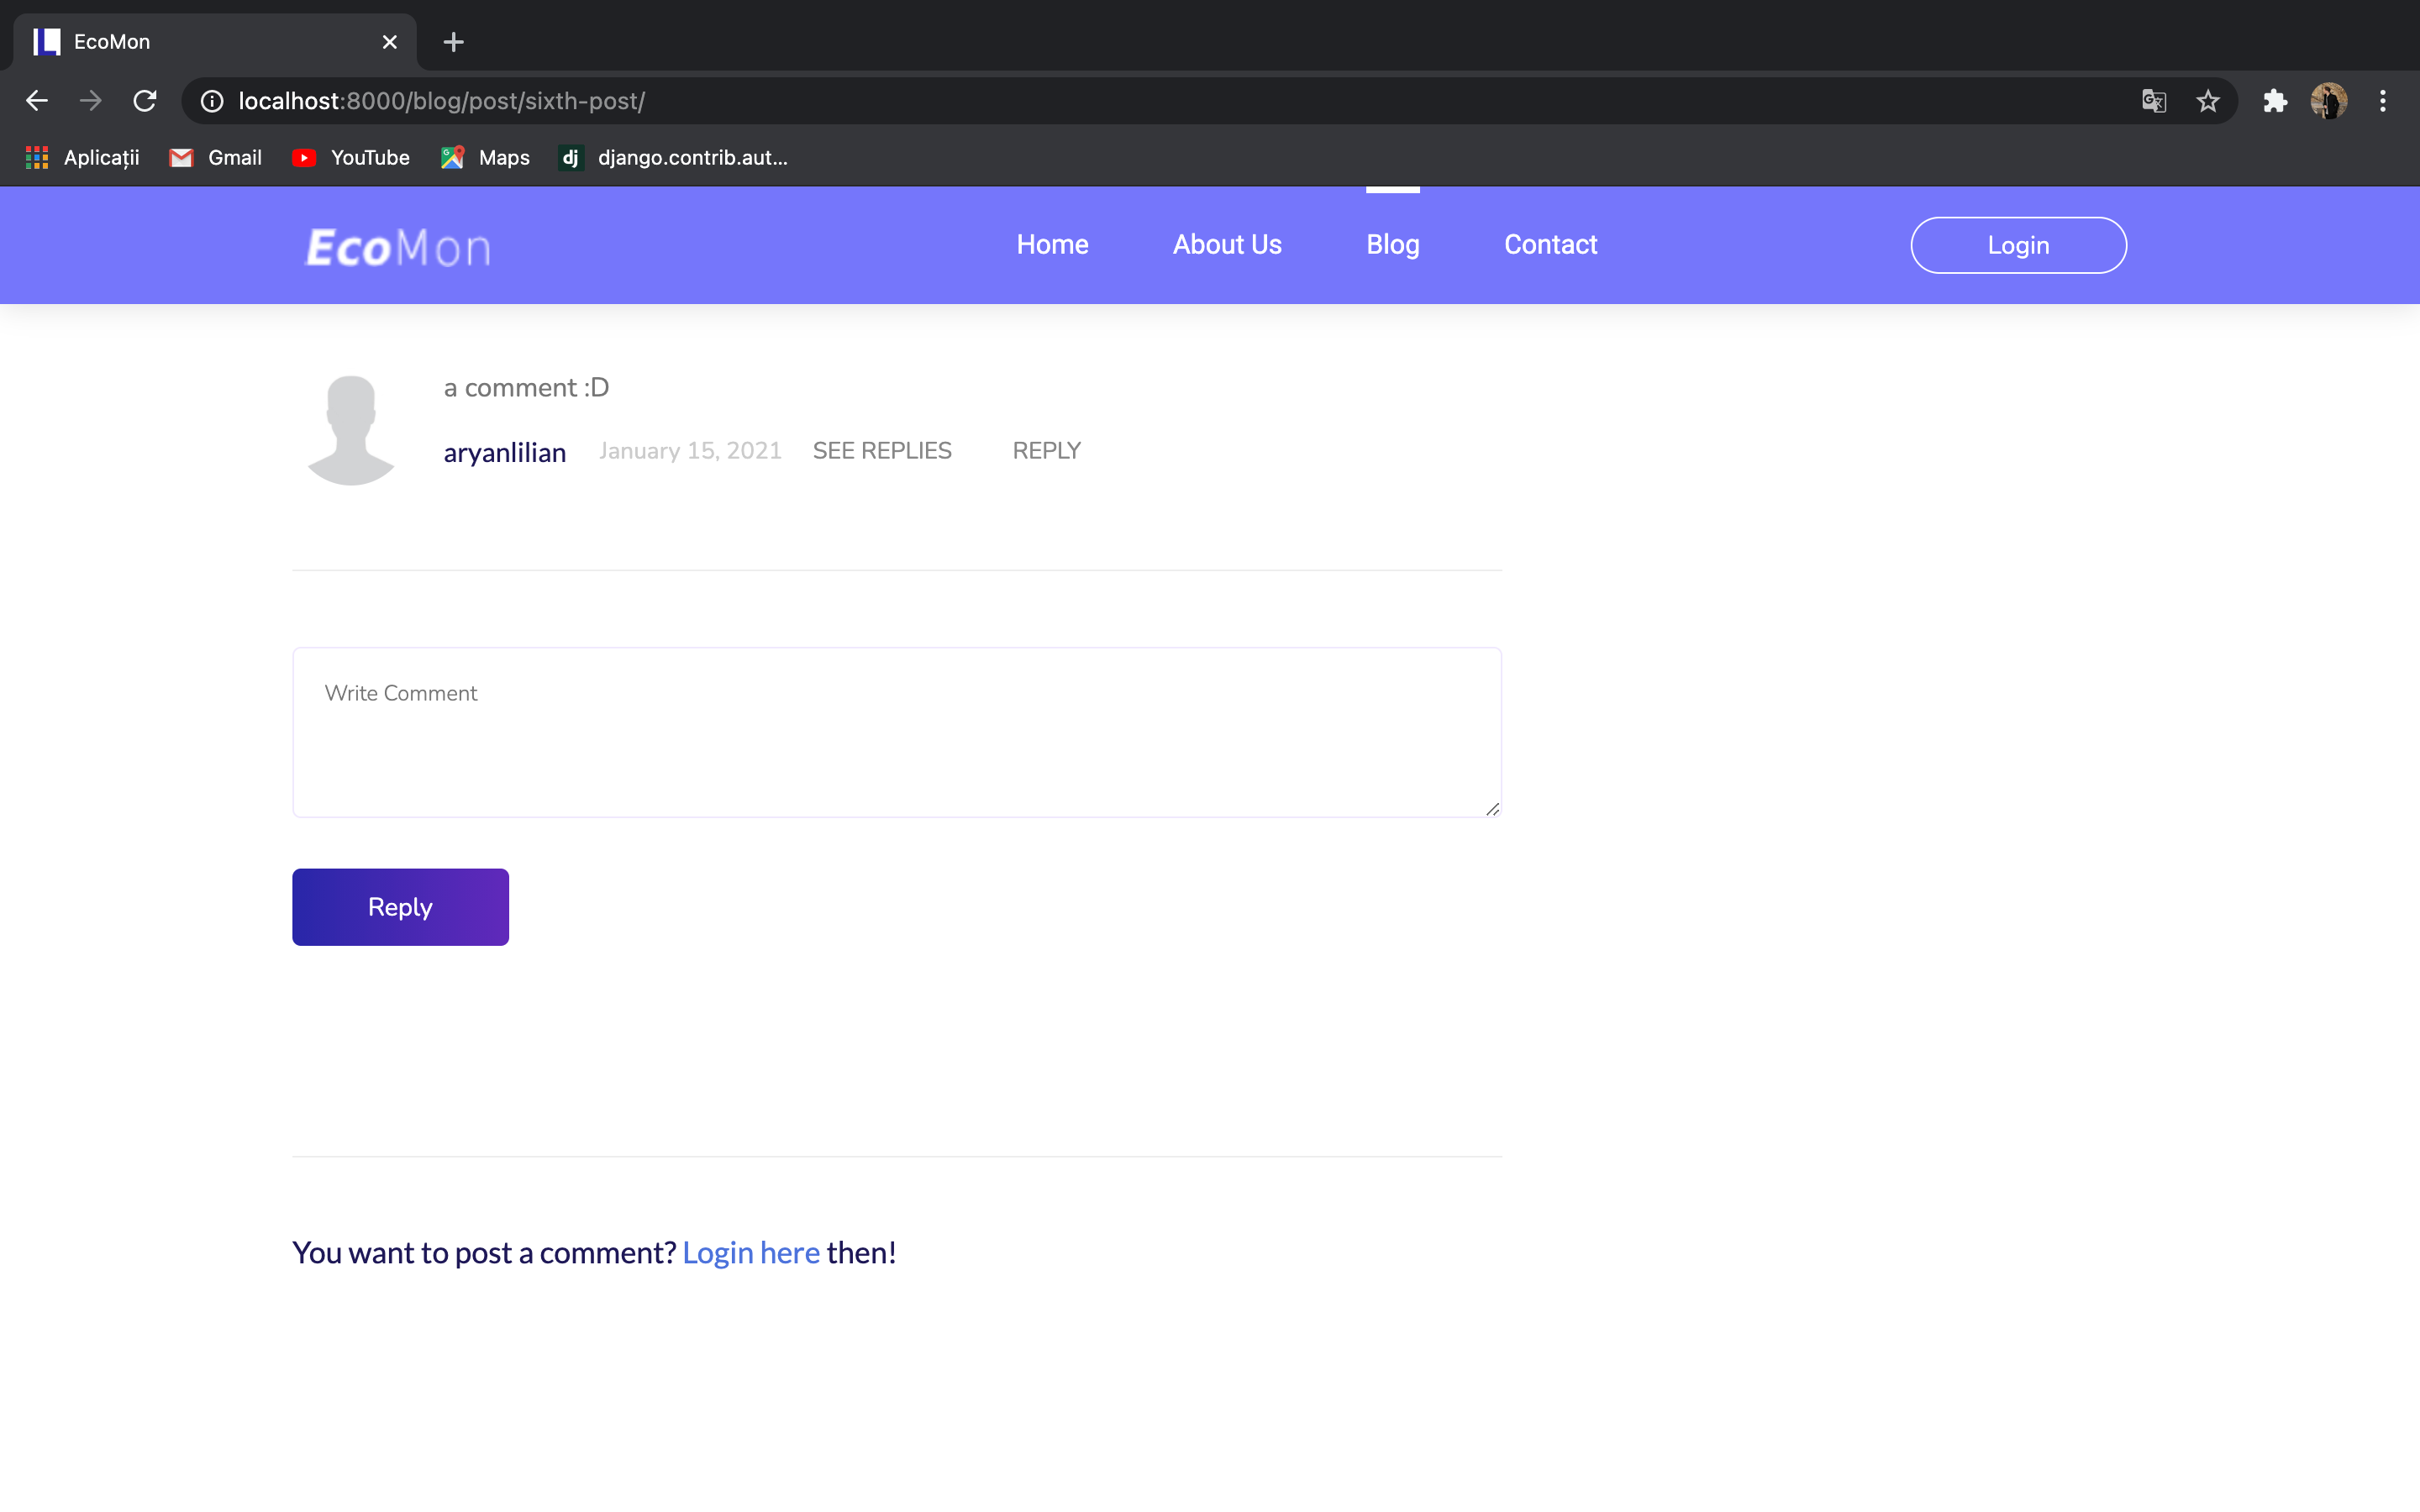 EcoMon
localhost:8000/blog/post/sixth-post/
Aplicații Gmail YouTube Maps dj django.contrib.aut...
EcoMon Home About Us Blog Contact Login
a comment :D
aryanlilian January 15, 2021 SEE REPLIES REPLY
Write Comment
Reply
You want to post a comment? Login here then!